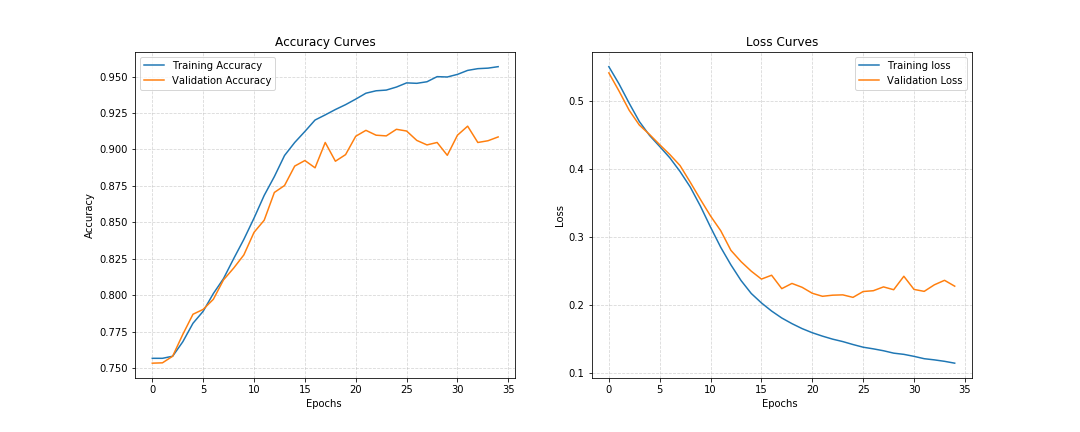 Accuracy Curves
Training Accuracy
Validation Accuracy
0.950
0.925
0.900
0.875
0.850
0.825
0.800
0.775
0.750
Accuracy
0 5 10 15 20 25 30 35
Epochs
Loss Curves
Training loss
Validation Loss
0.5
0.4
0.3
0.2
0.1
Loss
0 5 10 15 20 25 30 35
Epochs